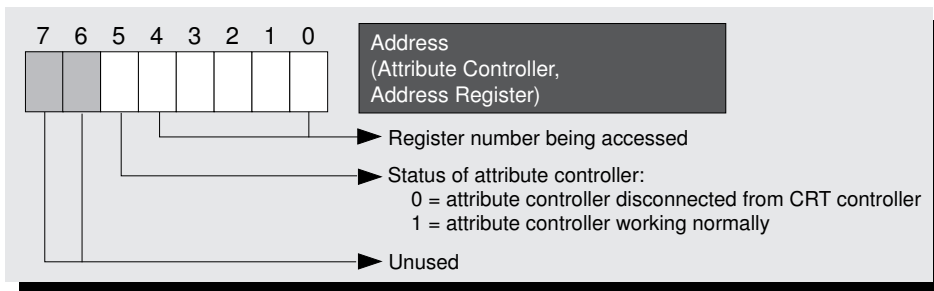 7 6 5 4 3 2 1 0
Address
(Attribute Controller,
Address Register)
Register number being accessed
Status of attribute controller:
0 = attribute controller disconnected from CRT controller
1 = attribute controller working normally
Unused